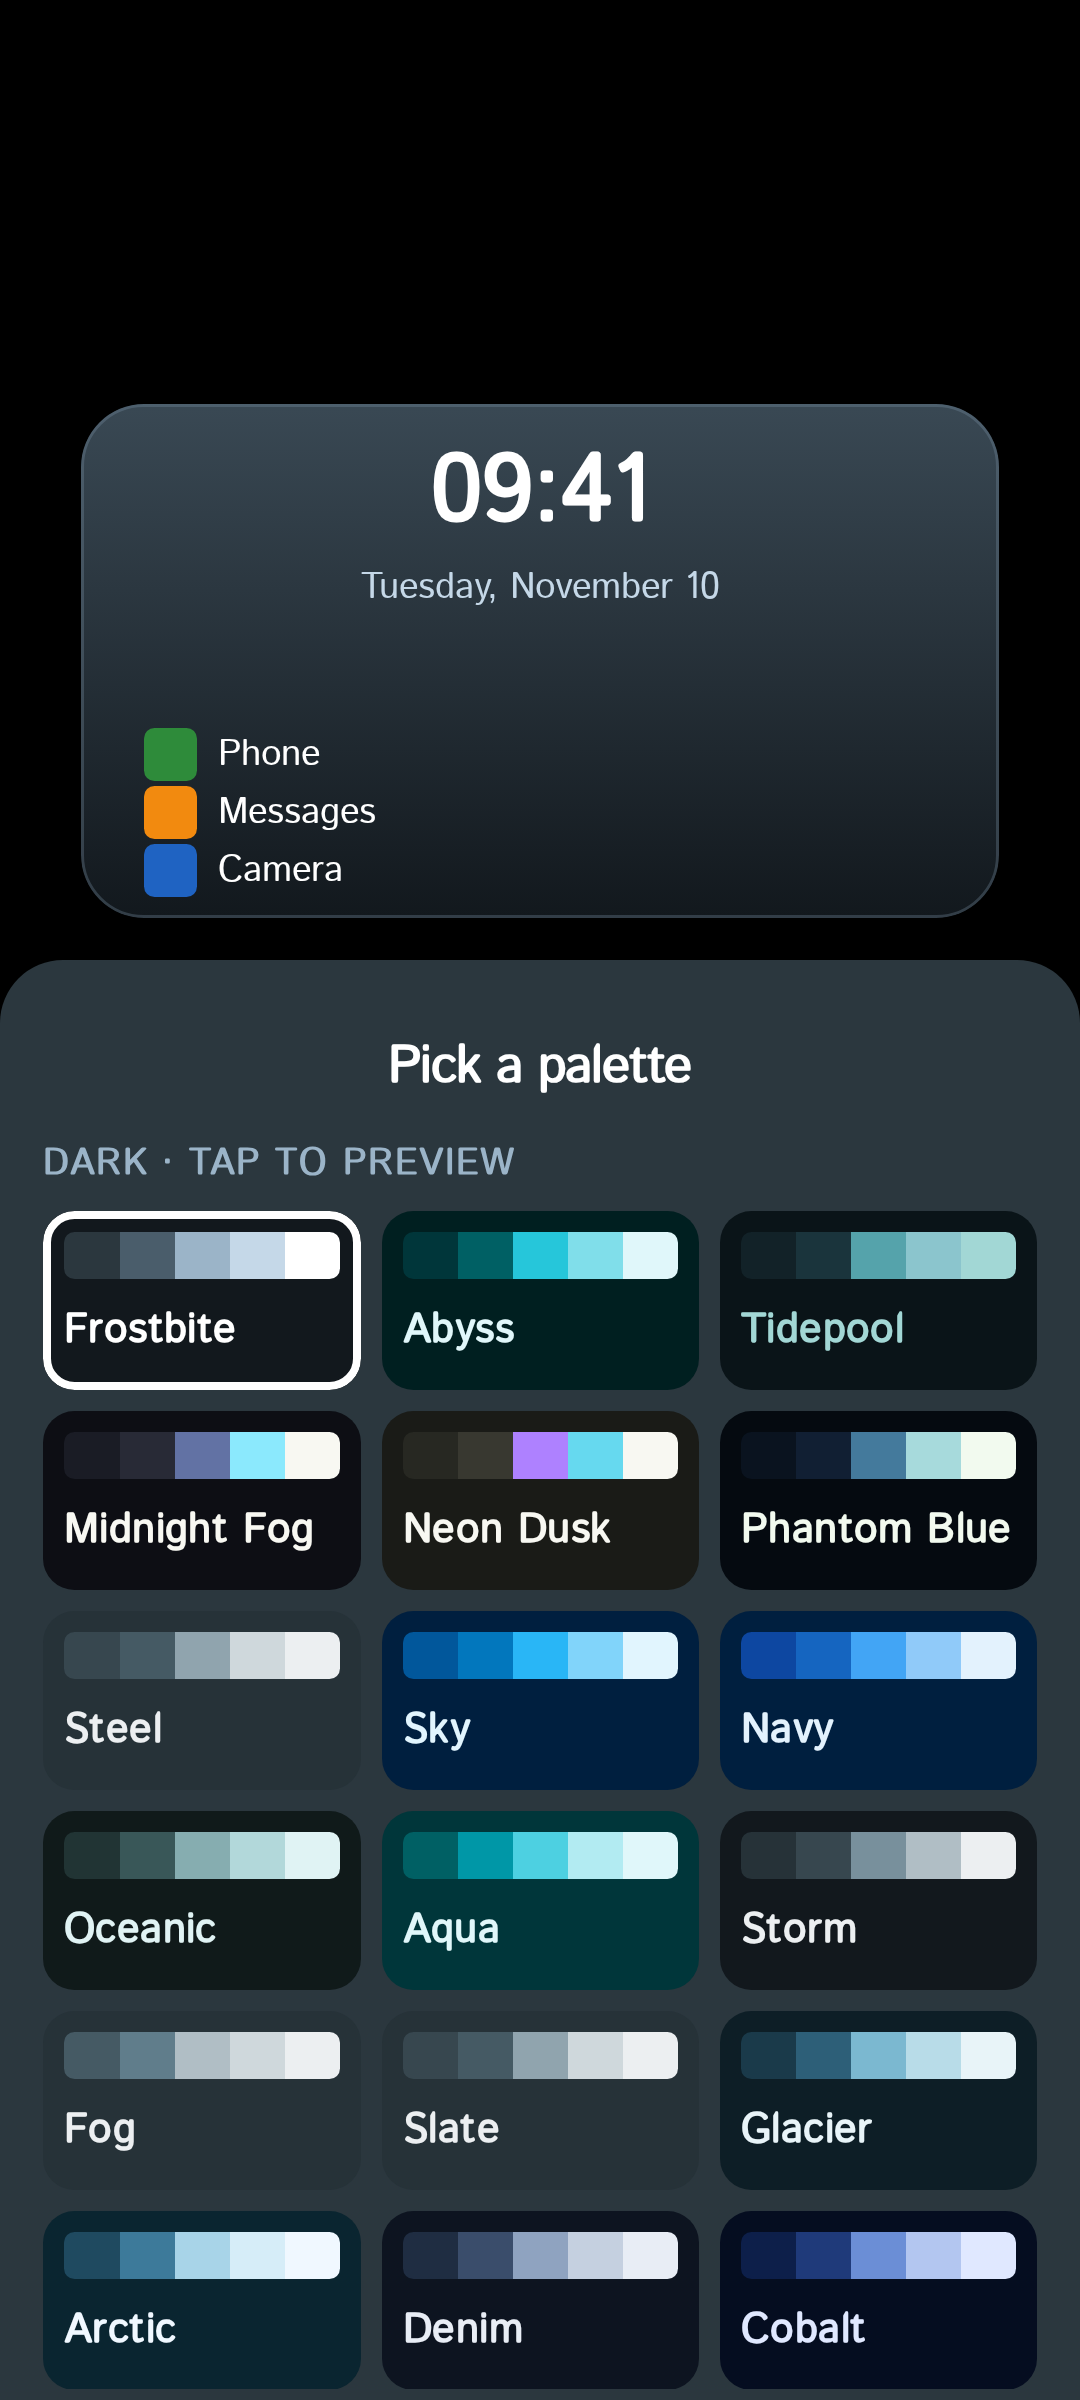 09:41
Tuesday, November 10
Phone
Messages
Camera
Pick a palette
DARK · TAP TO PREVIEW
Frostbite
Abyss
Tidepool
Midnight Fog
Neon Dusk
Phantom Blue
Steel
Sky
Navy
Oceanic
Aqua
Storm
Fog
Slate
Glacier
Arctic
Denim
Cobalt